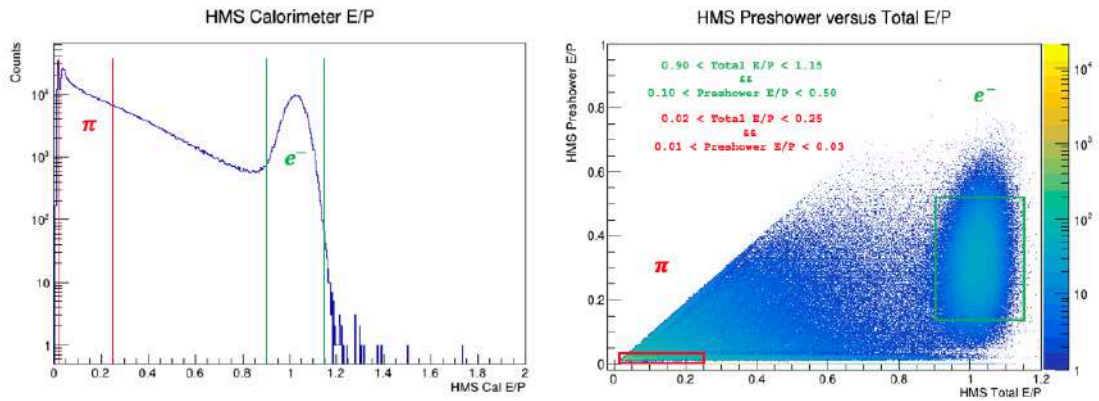 HMS Calorimeter E/P
Counts
10⁴
10³
10²
10
1
π
e⁻
0 0.2 0.4 0.6 0.8 1 1.2 1.4 1.6 1.8 2
HMS Cal E/P
HMS Preshower versus Total E/P
HMS Preshower E/P
1
0.8
0.6
0.4
0.2
0
0.90 < Total E/P < 1.15
&&
0.10 < Preshower E/P < 0.50
0.02 < Total E/P < 0.25
&&
0.01 < Preshower E/P < 0.03
e⁻
π
0 0.2 0.4 0.6 0.8 1 1.2
HMS Total E/P
10⁴
10³
10²
10
1